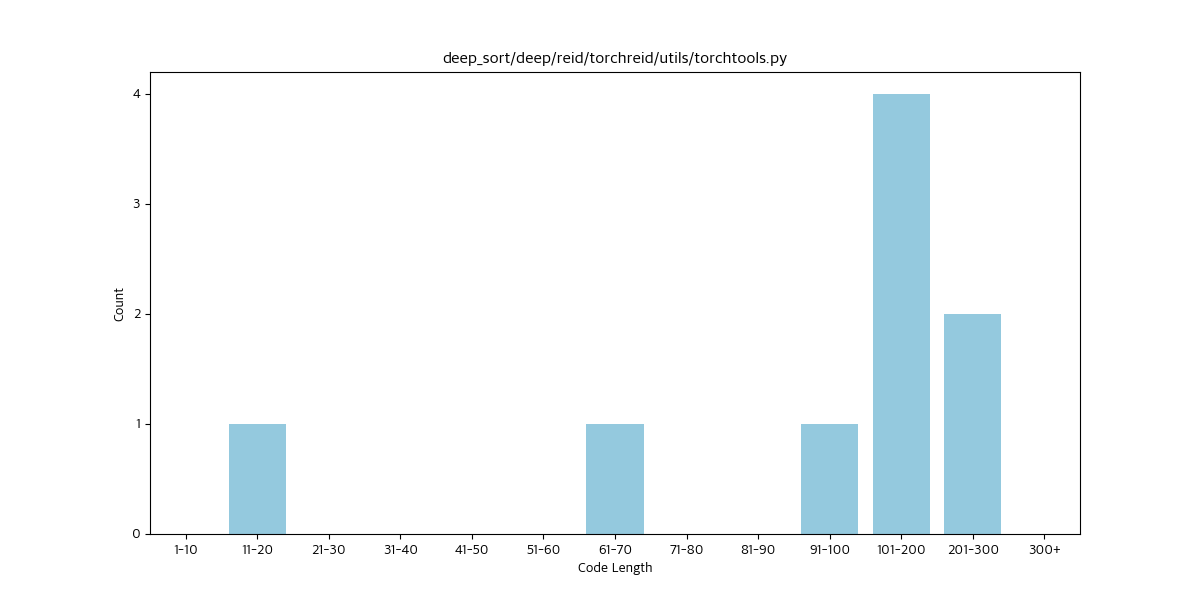 deep_sort/deep/reid/torchreid/utils/torchtools.py
4
3
2
1
0
Count
1-10 11-20 21-30 31-40 41-50 51-60 61-70 71-80 81-90 91-100 101-200 201-300 300+
Code Length